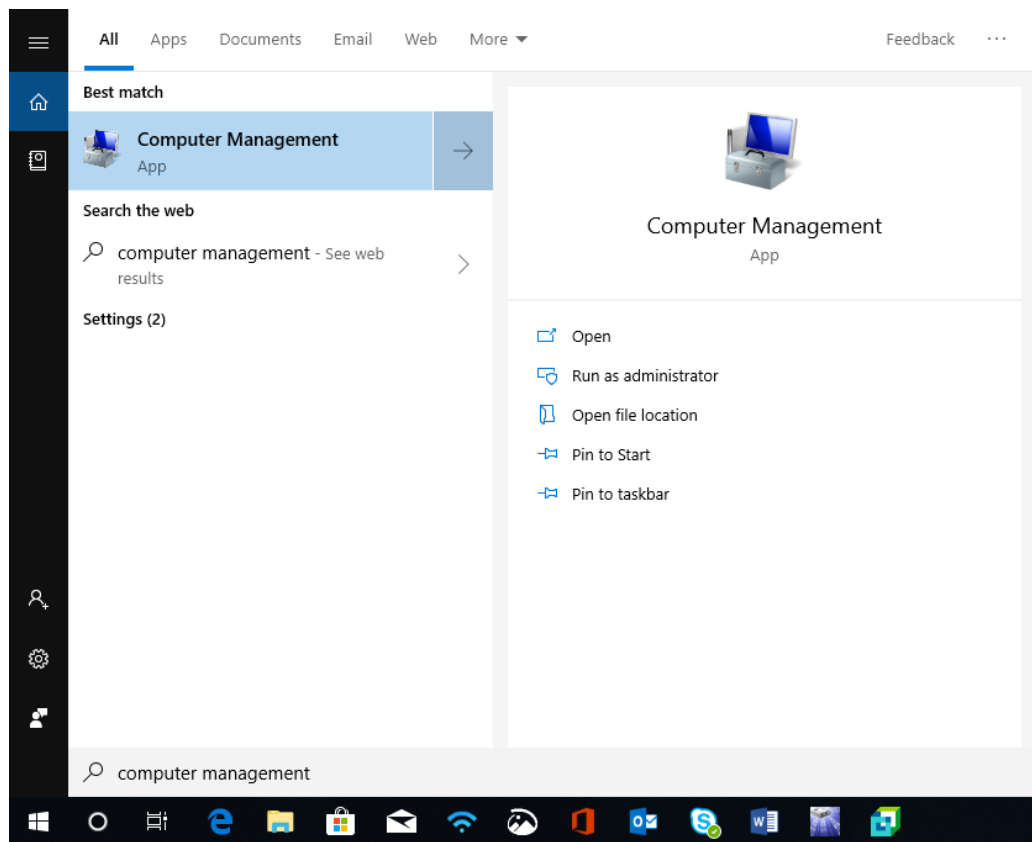 All Apps Documents Email Web More Feedback ...
Best match
Computer Management
App
Search the web
computer management - See web
results
Settings (2)
Computer Management
App
Open
Run as administrator
Open file location
Pin to Start
Pin to taskbar
computer management